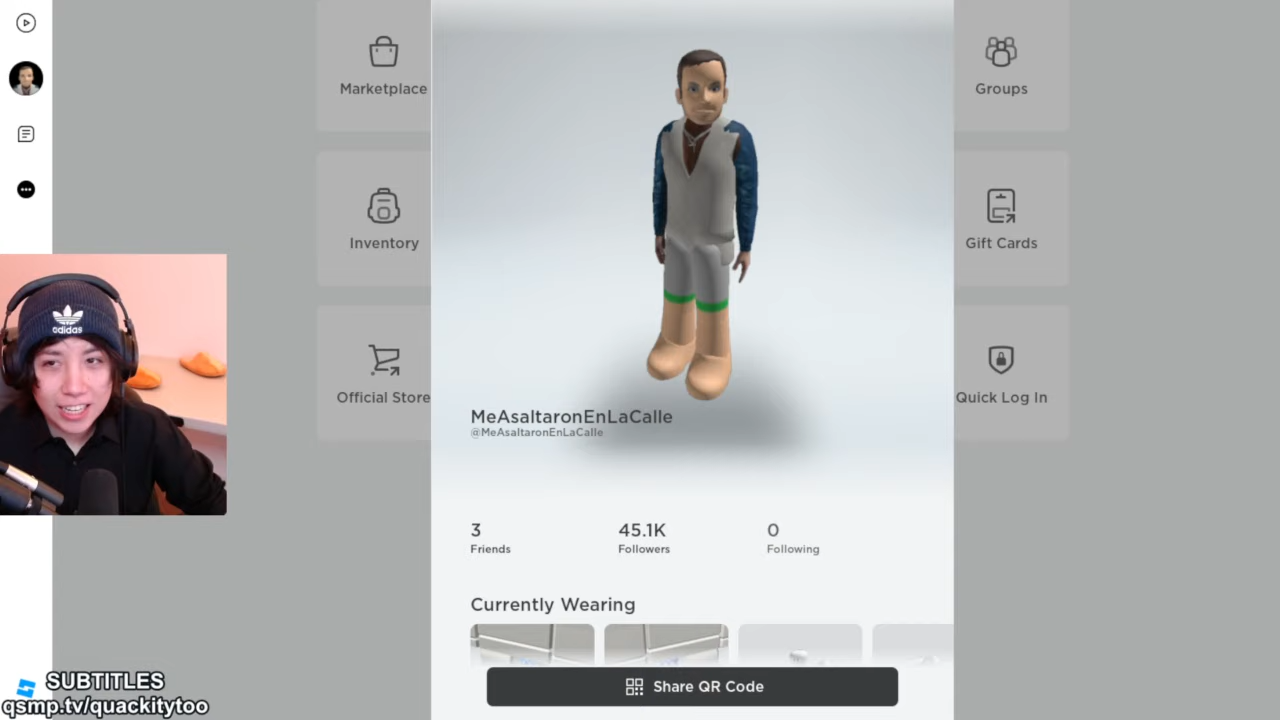 Marketplace
Groups
Inventory
Gift Cards
adidas
Official Store
Quick Log In
MeAsaltaronEnLaCalle
@MeAsaltaronEnLaCalle
3
45.1K
0
Friends
Followers
Following
Currently Wearing
Share QR Code
SUBTITLES
qsmp.tv/quackitytoo